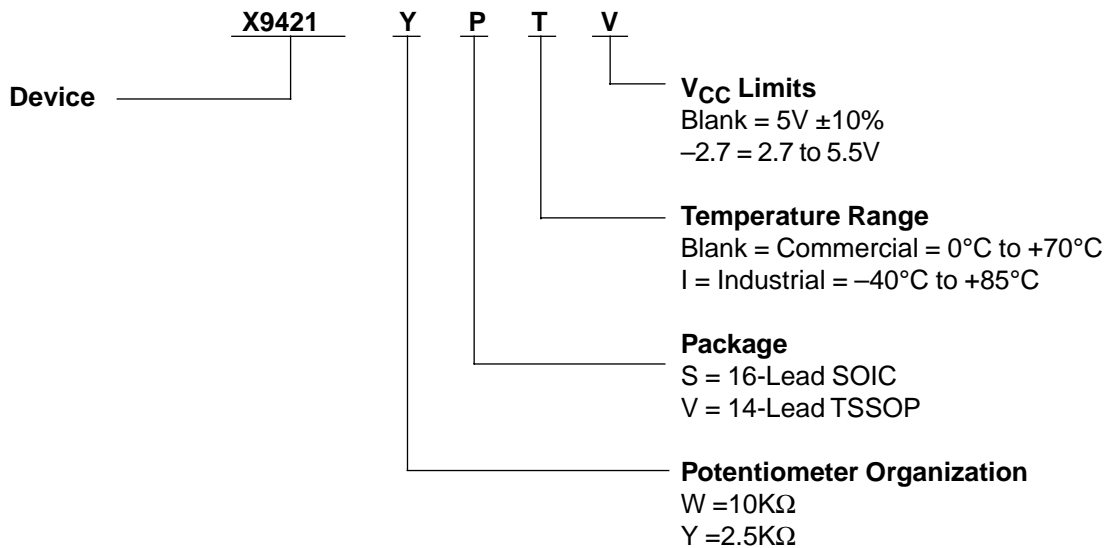 X9421 Y P T V
Device
VCC Limits
Blank = 5V ±10%
–2.7 = 2.7 to 5.5V
Temperature Range
Blank = Commercial = 0°C to +70°C
I = Industrial = –40°C to +85°C
Package
S = 16-Lead SOIC
V = 14-Lead TSSOP
Potentiometer Organization
W =10KΩ
Y =2.5KΩ